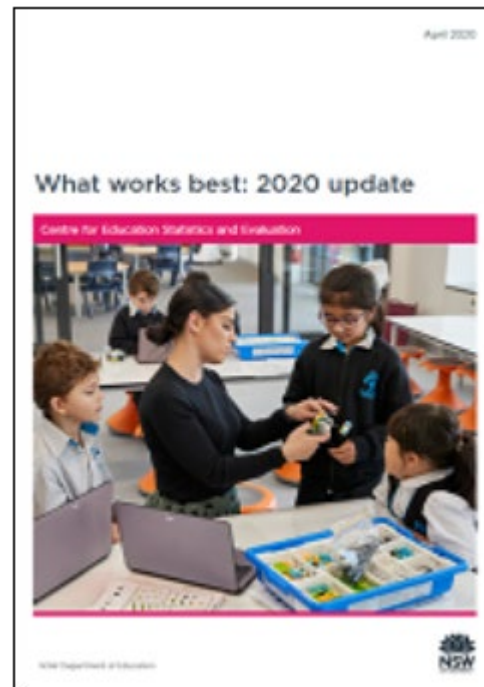 April 2020
What works best: 2020 update
Centre for Education Statistics and Evaluation
NSW Department of Education
NSW